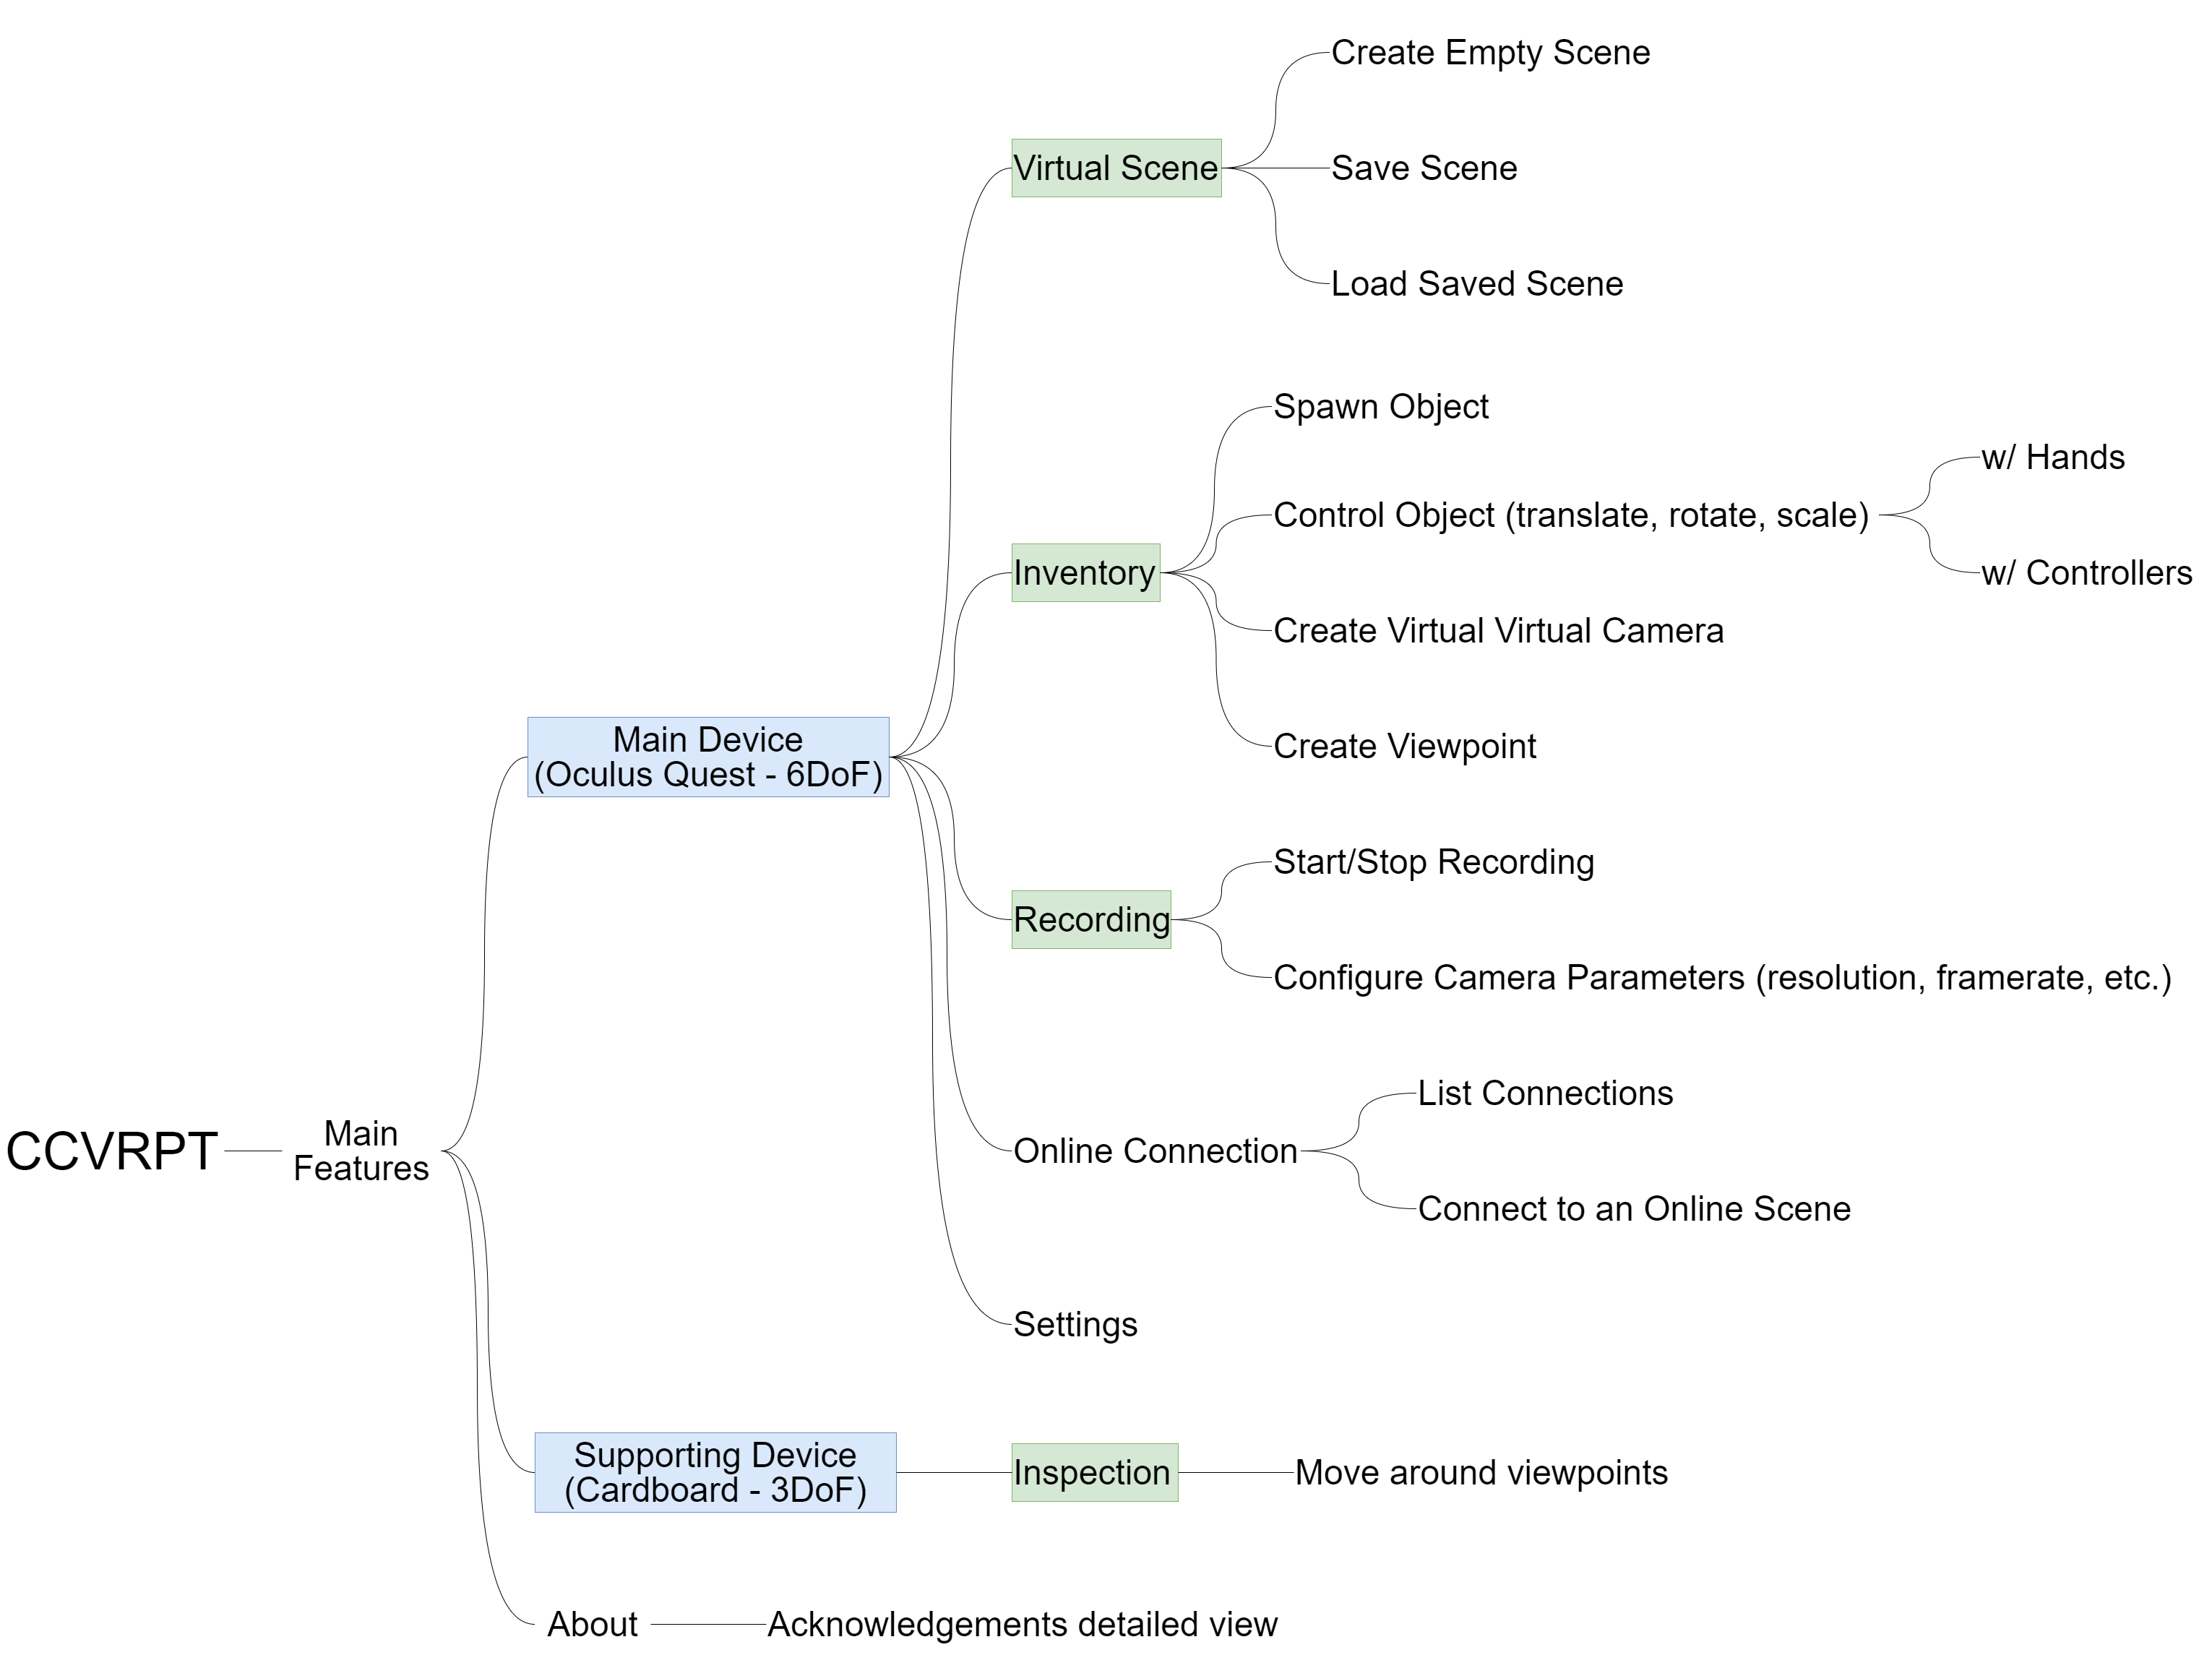 CCVRPT
Main
Features
Main Device
(Oculus Quest - 6DoF)
Virtual Scene
Create Empty Scene
Save Scene
Load Saved Scene
Inventory
Spawn Object
Control Object (translate, rotate, scale)
w/ Hands
w/ Controllers
Create Virtual Virtual Camera
Create Viewpoint
Recording
Start/Stop Recording
Configure Camera Parameters (resolution, framerate, etc.)
Online Connection
List Connections
Connect to an Online Scene
Settings
Supporting Device
(Cardboard - 3DoF)
Inspection
Move around viewpoints
About
Acknowledgements detailed view